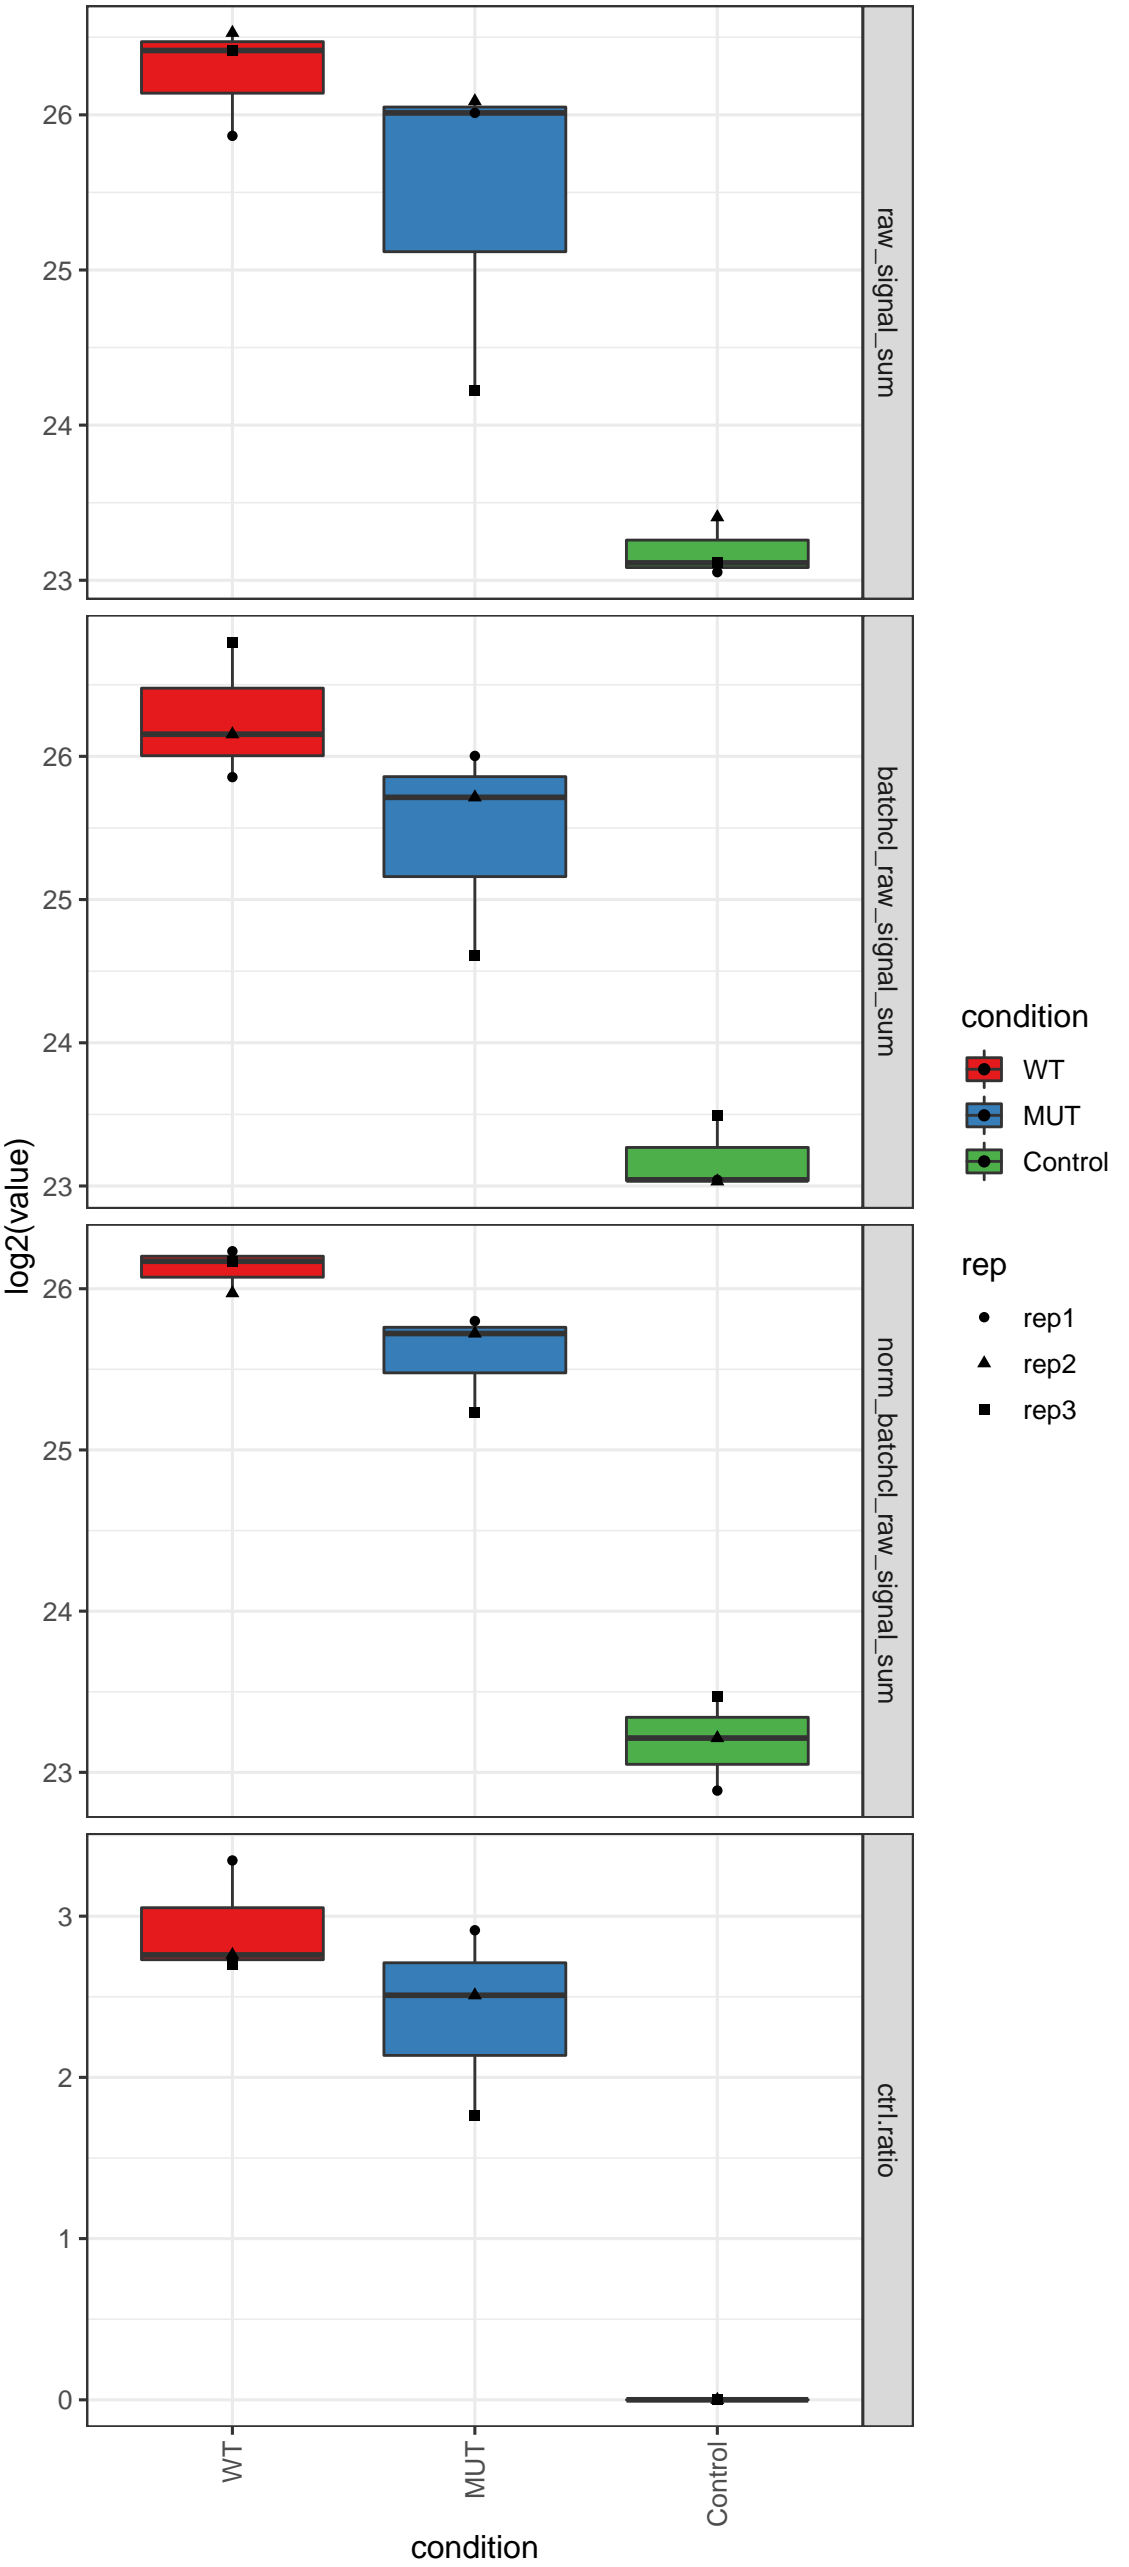 26
25
24
23
raw_signal_sum
26
25
24
23
batchcl_raw_signal_sum
26
25
24
23
norm_batchcl_raw_signal_sum
3
2
1
0
ctrl.ratio
log2(value)
WT
MUT
Control
condition
condition
WT
MUT
Control
rep
rep1
rep2
rep3